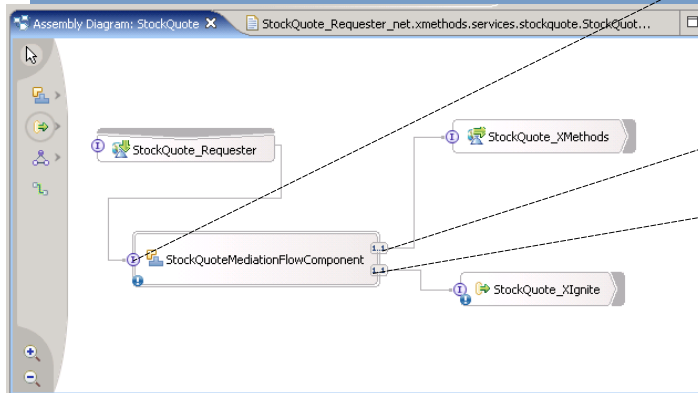 Assembly Diagram: StockQuote StockQuote_Requester_net.xmethods.services.stockquote.StockQuot...
I StockQuote_Requester
I StockQuote_XMethods
I StockQuoteMediationFlowComponent 1..1
1..1
I StockQuote_XIgnite